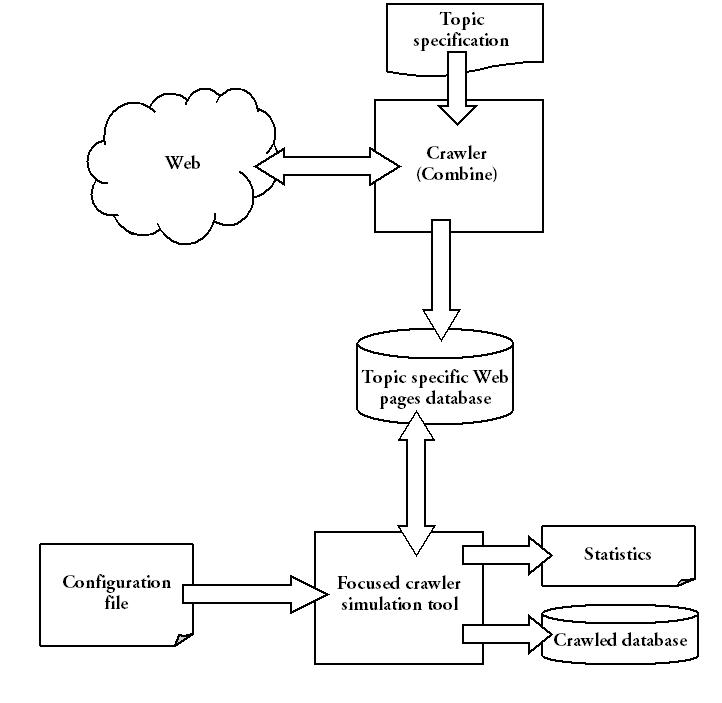 Topic
specification
Web
Crawler
(Combine)
Topic specific Web
pages database
Configuration
file
Focused crawler
simulation tool
Statistics
Crawled database